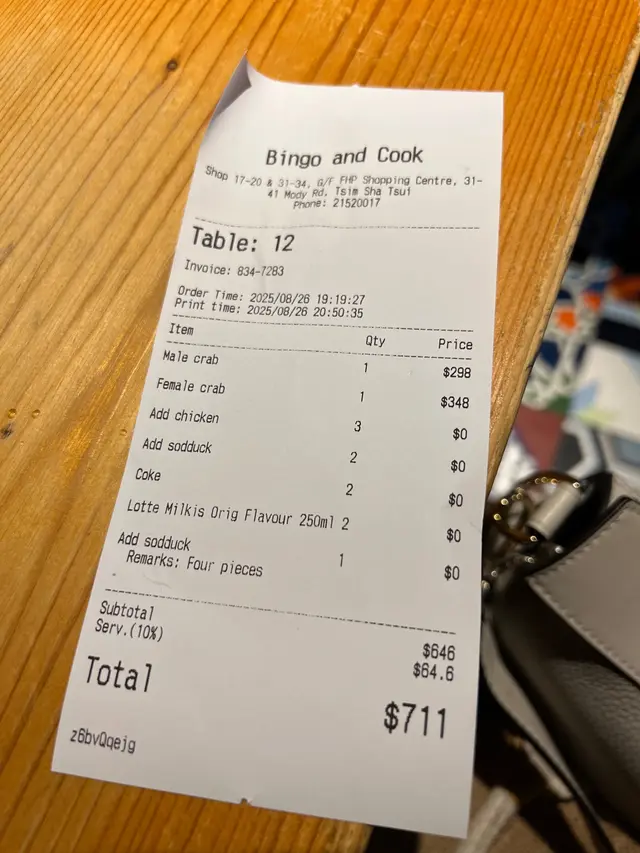 Bingo and Cook
Shop 17-20 & 31-34, G/F FHP Shopping Centre, 31-
41 Mody Rd, Tsim Sha Tsui
Phone: 21520017
Table: 12
Invoice: 834-7283
Order Time: 2025/08/26 19:19:27
Print time: 2025/08/26 20:50:35
Item Qty Price
Male crab 1 $298
Female crab 1 $348
Add chicken 3 $0
Add sodduck 2 $0
Coke 2 $0
Lotte Milkis Orig Flavour 250ml 2 $0
Add sodduck 1 $0
Remarks: Four pieces
Subtotal $646
Serv.(10%) $64.6
Total $711
z6bvQqejg